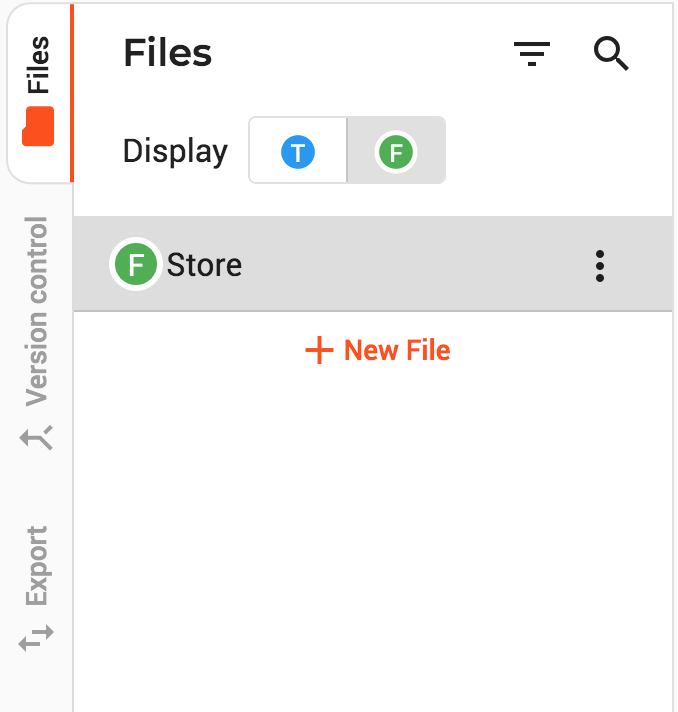 Files
Version control
Export
Files
Display
T
F
F
Store
New File